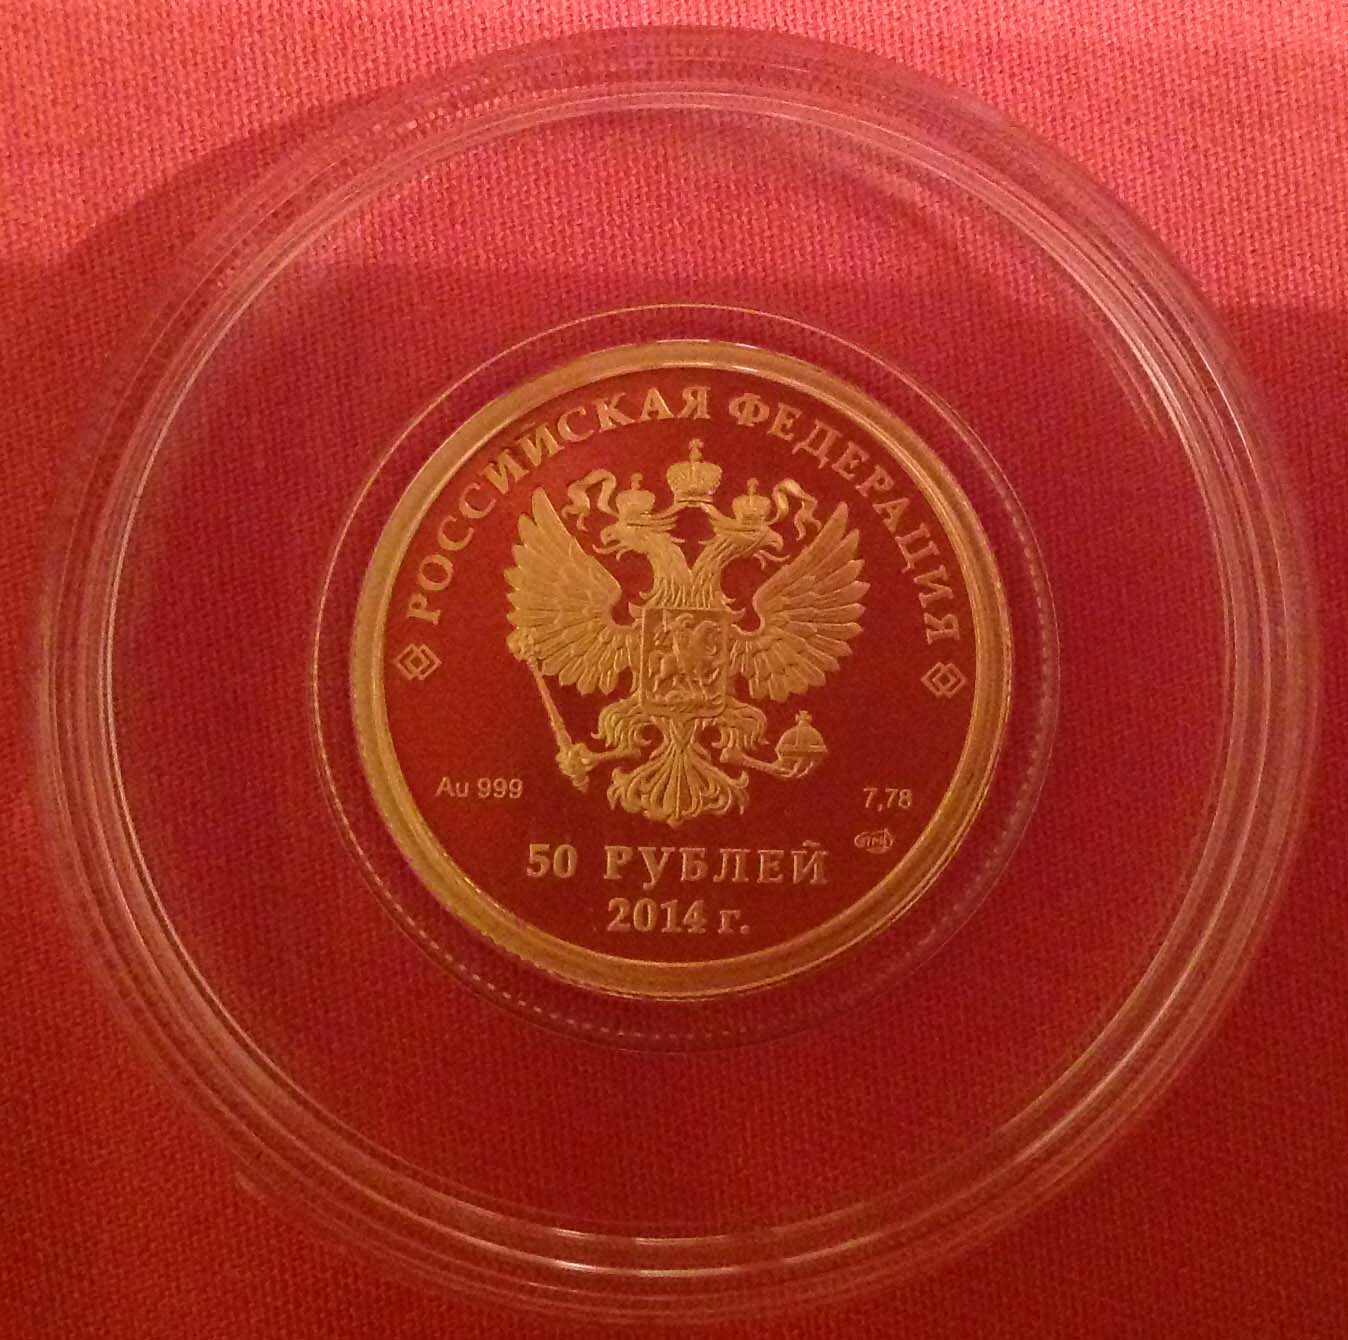 РОССИЙСКАЯ ФЕДЕРАЦИЯ
Au 999
7,78
50 РУБЛЕЙ
2014 г.